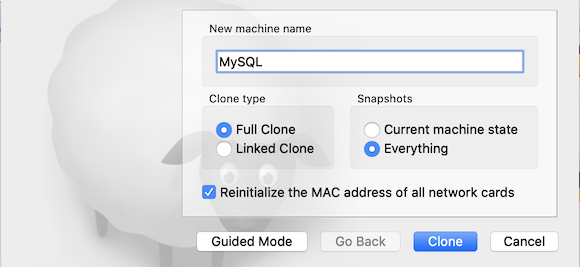 New machine name
MySQL
Clone type
Snapshots
Full Clone
Current machine state
Linked Clone
Everything
Reinitialize the MAC address of all network cards
Guided Mode
Go Back
Clone
Cancel